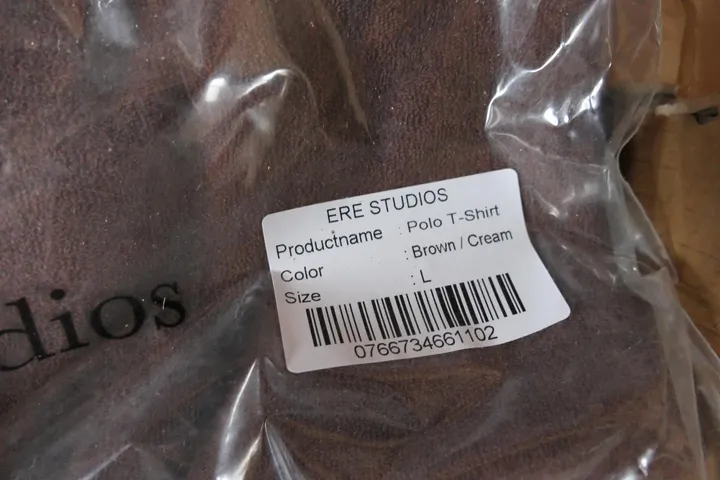 ERE STUDIOS
Productname : Polo T-Shirt
Color : Brown / Cream
Size : L
0766734661102
dios